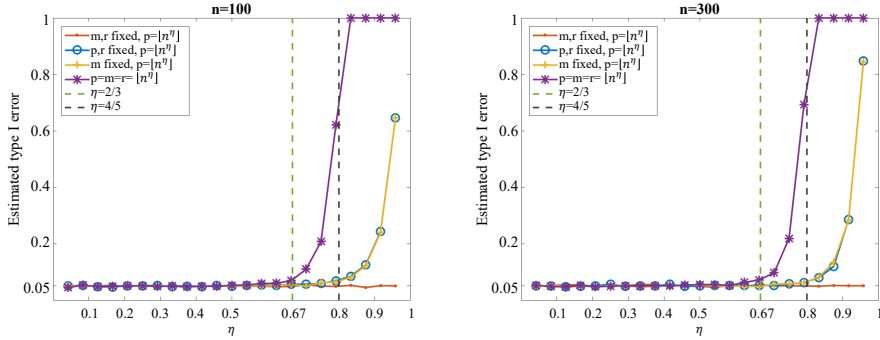 n=100
Estimated type I error
1
0.8
0.6
0.4
0.2
0.05
m,r fixed, p=⌊n^η⌋
p,r fixed, p=⌊n^η⌋
m fixed, p=⌊n^η⌋
p=m=r= ⌊n^η⌋
η=2/3
η=4/5
0.1 0.2 0.3 0.4 0.5 0.67 0.8 0.9 1
η
n=300
Estimated type I error
1
0.8
0.6
0.4
0.2
0.05
m,r fixed, p=⌊n^η⌋
p,r fixed, p=⌊n^η⌋
m fixed, p=⌊n^η⌋
p=m=r= ⌊n^η⌋
η=2/3
η=4/5
0.1 0.2 0.3 0.4 0.5 0.67 0.8 0.9 1
η